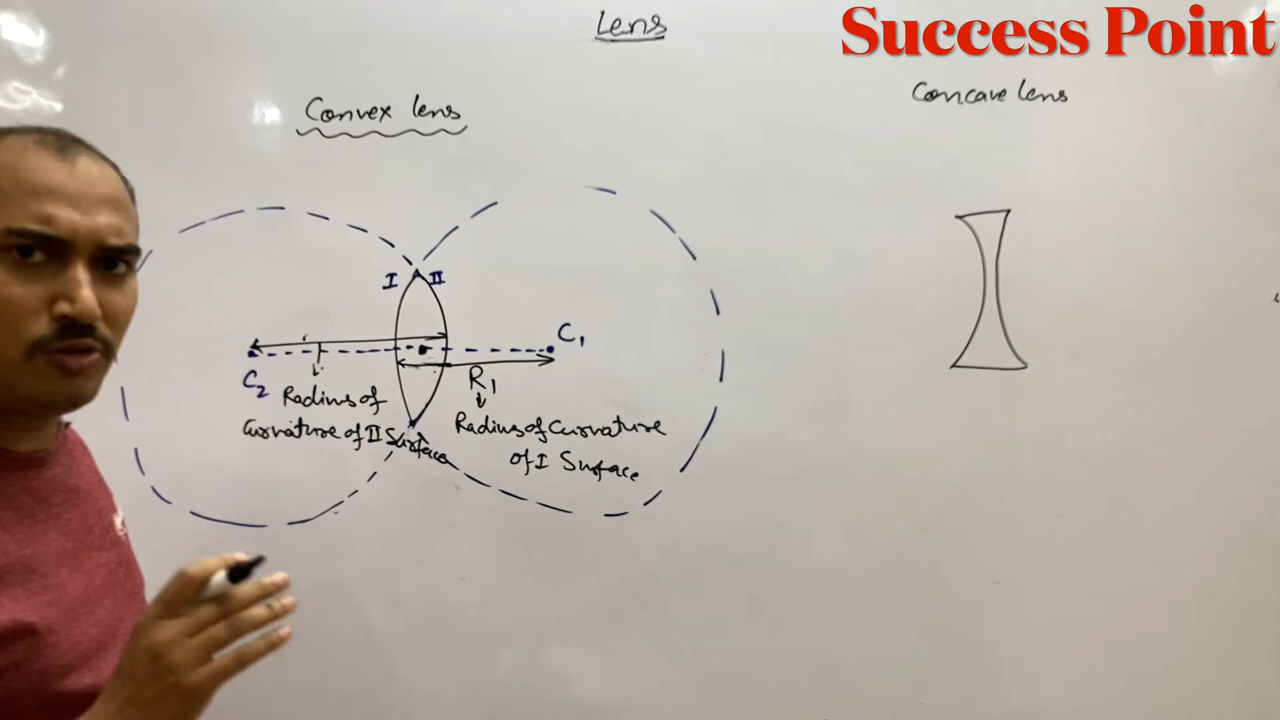 Lens
Success Point
Convex lens
Concave lens
I II
C1
C2
R1
Radius of
Curvature of II Surface
Radius of Curvature
of I Surface